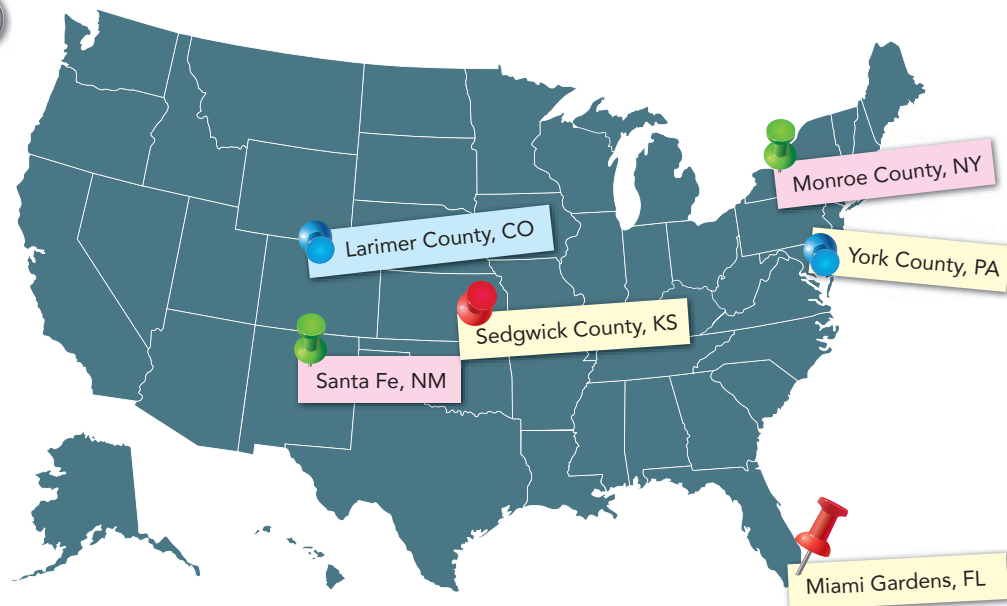 Monroe County, NY
Larimer County, CO
York County, PA
Sedgwick County, KS
Santa Fe, NM
Miami Gardens, FL